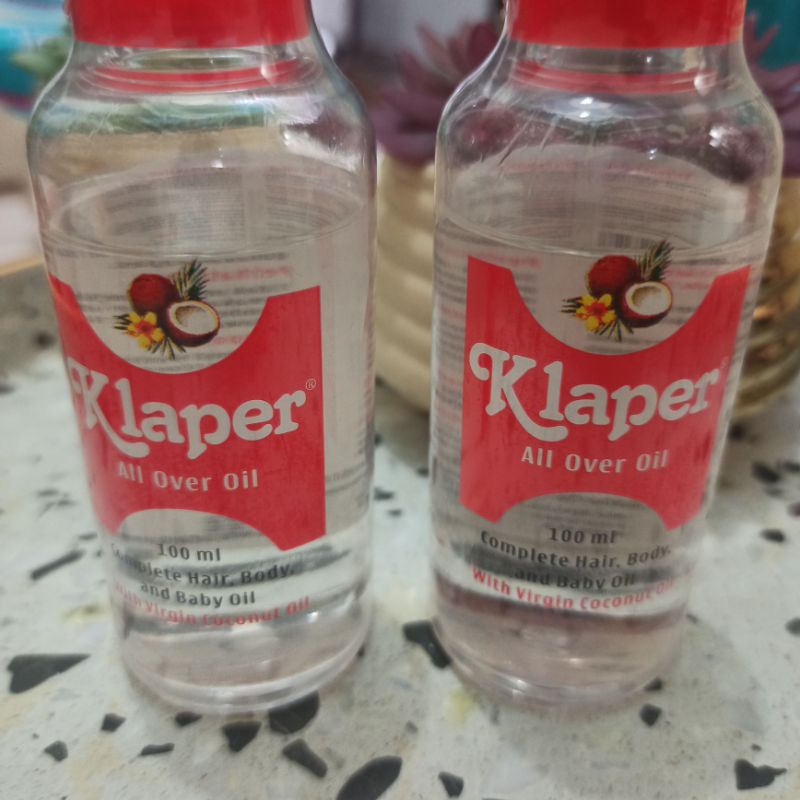 Klaper®
All Over Oil
100 ml
Complete Hair, Body,
and Baby Oil
With Virgin Coconut Oil
Klaper
All Over Oil
100 ml
Complete Hair, Body,
and Baby Oil
With Virgin Coconut Oil